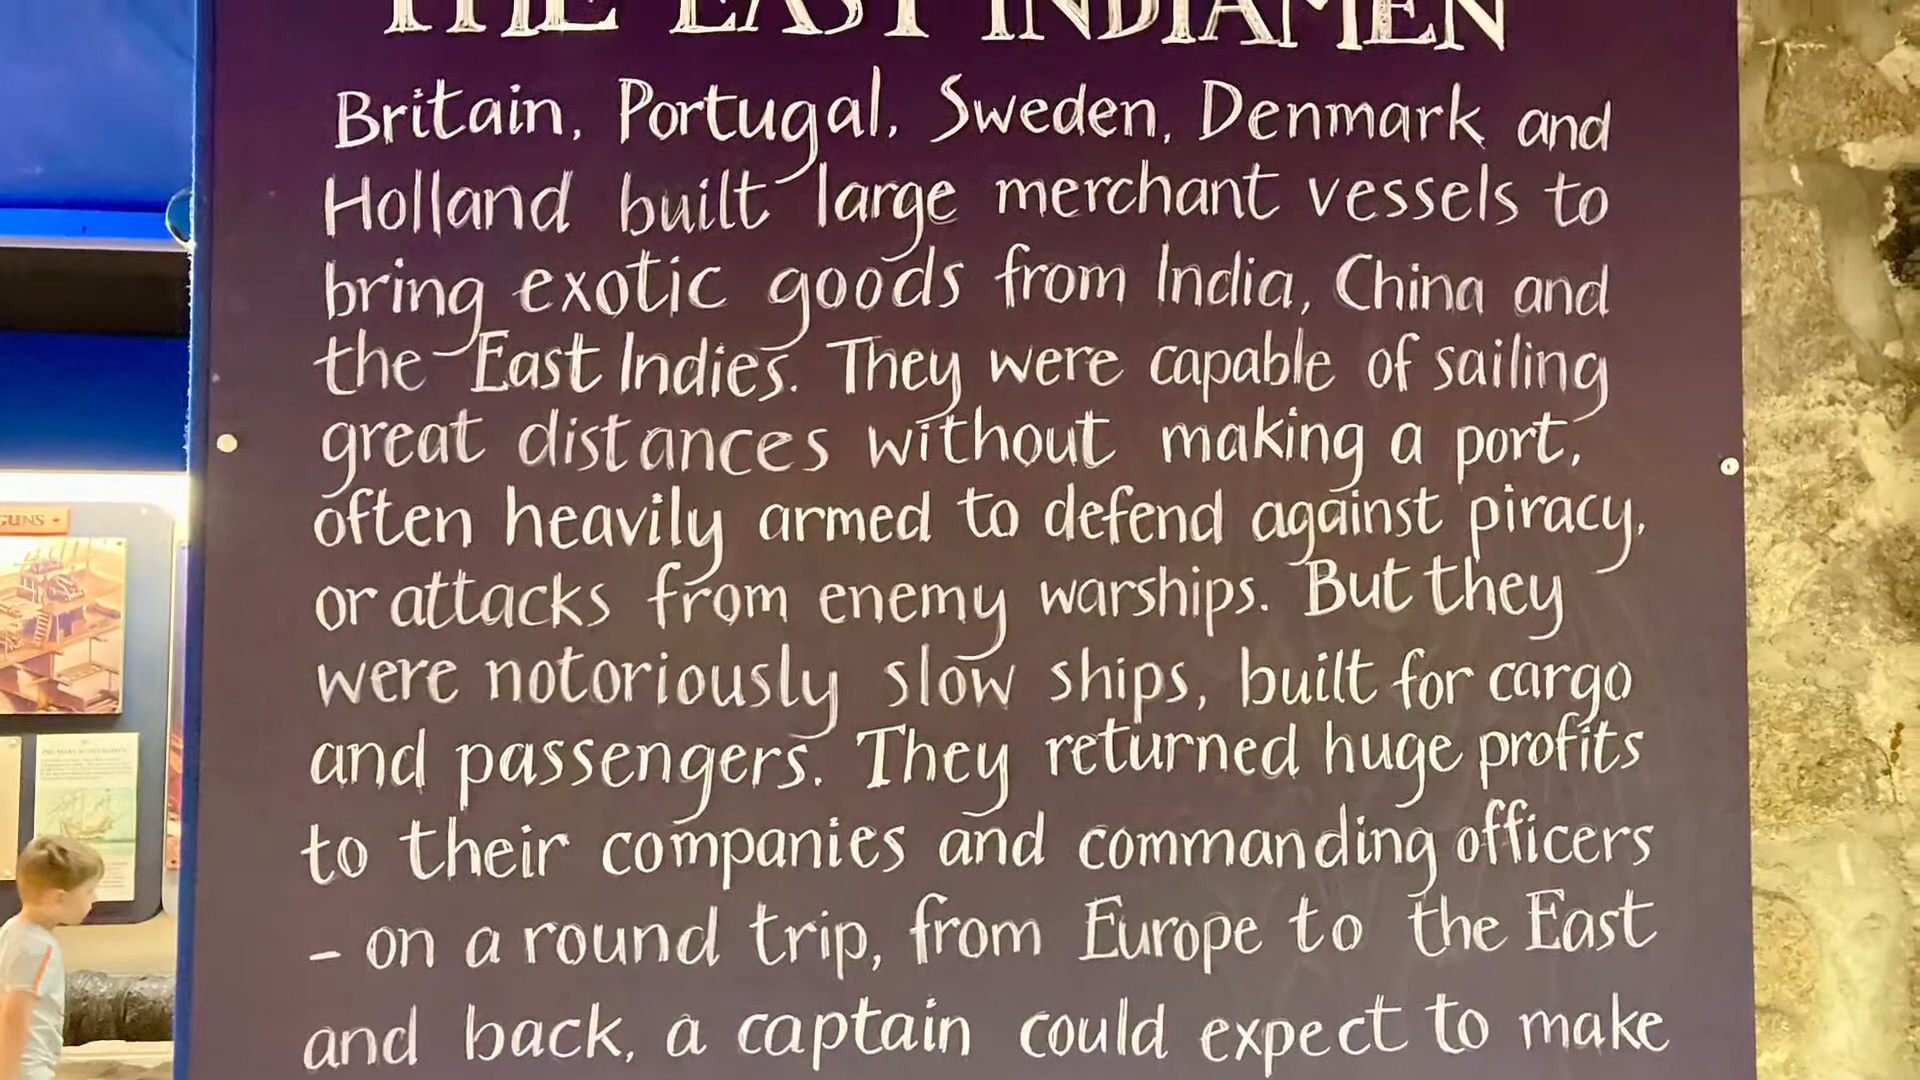 THE EAST INDIAMEN
Britain, Portugal, Sweden, Denmark and
Holland built large merchant vessels to
bring exotic goods from India, China and
the East Indies. They were capable of sailing
great distances without making a port,
often heavily armed to defend against piracy,
or attacks from enemy warships. But they
were notoriously slow ships, built for cargo
and passengers. They returned huge profits
to their companies and commanding officers
- on a round trip, from Europe to the East
and back, a captain could expect to make
GUNS